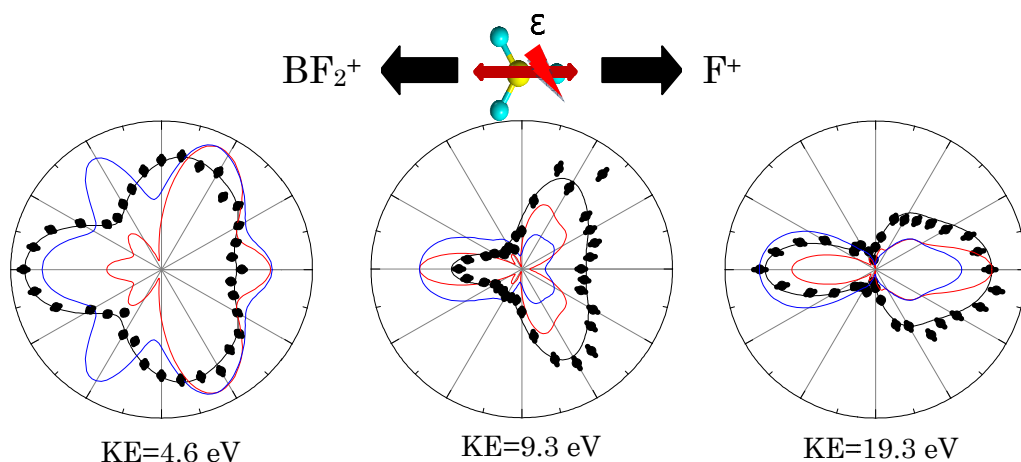 ε
BF₂⁺ F⁺
KE=4.6 eV KE=9.3 eV KE=19.3 eV